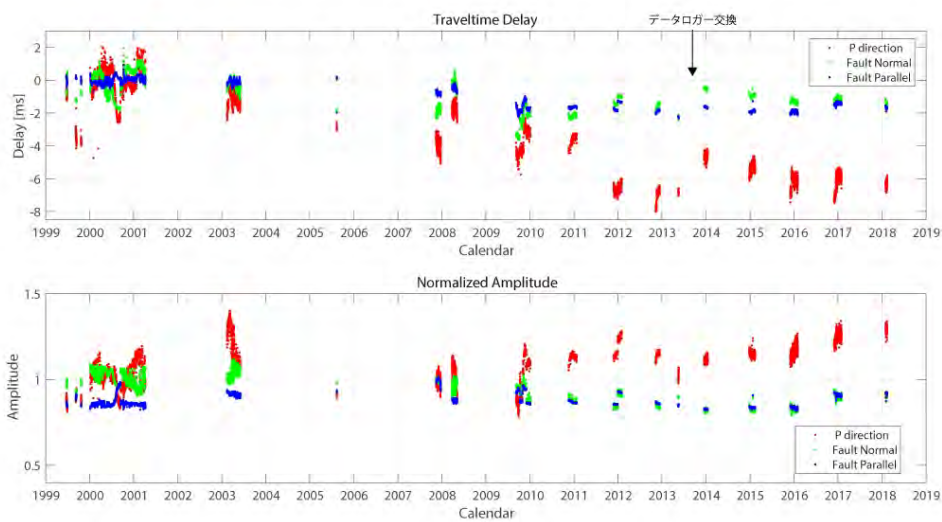 Traveltime Delay
データロガー交換
P direction
Fault Normal
Fault Parallel
2
0
-2
-4
-6
-8
Delay [ms]
1999 2000 2001 2002 2003 2004 2005 2006 2007 2008 2009 2010 2011 2012 2013 2014 2015 2016 2017 2018 2019
Calendar
Normalized Amplitude
1.5
1
0.5
Amplitude
P direction
Fault Normal
Fault Parallel
1999 2000 2001 2002 2003 2004 2005 2006 2007 2008 2009 2010 2011 2012 2013 2014 2015 2016 2017 2018 2019
Calendar